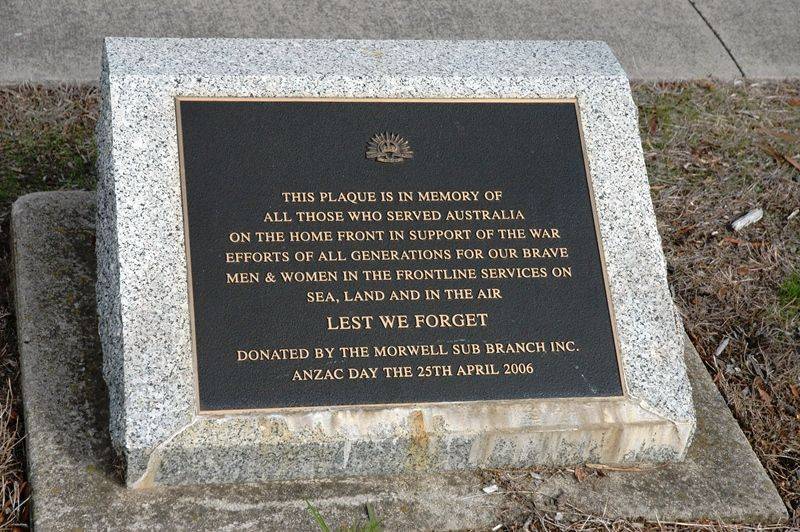 THIS PLAQUE IS IN MEMORY OF
ALL THOSE WHO SERVED AUSTRALIA
ON THE HOME FRONT IN SUPPORT OF THE WAR
EFFORTS OF ALL GENERATIONS FOR OUR BRAVE
MEN & WOMEN IN THE FRONTLINE SERVICES ON
SEA, LAND AND IN THE AIR
LEST WE FORGET
DONATED BY THE MORWELL SUB BRANCH INC.
ANZAC DAY THE 25TH APRIL 2006